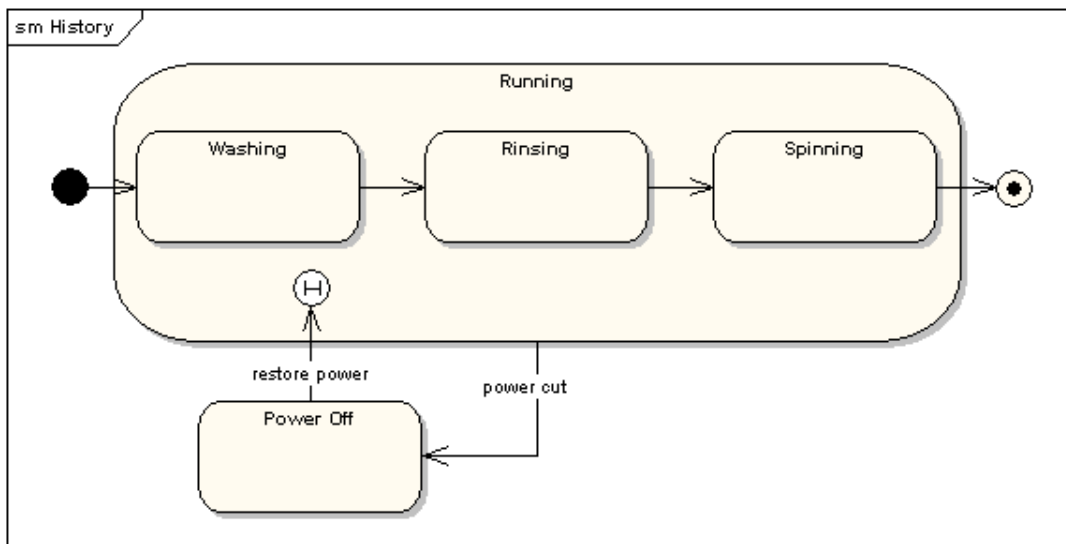 sm History
Running
Washing
Rinsing
Spinning
H
restore power
power cut
Power Off